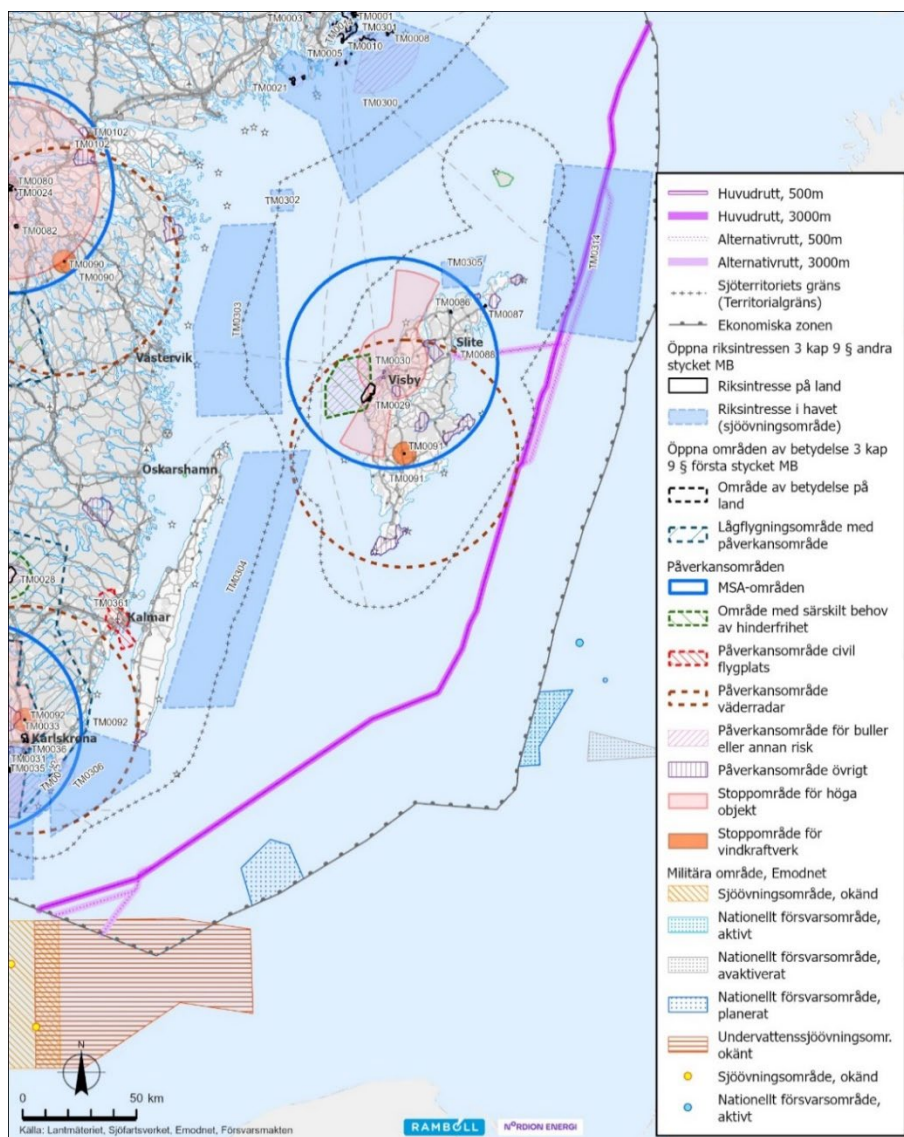 TM0003
TM0001
TM0301
TM0008
TM0010
TM0005
TM0021
TM0300
TM0102
TM0102
TM0080
TM0024
TM0082
TM0090
TM0090
TM0302
TM0303
TM0305
TM0314
TM0086
TM0087
Slite
TM0088
Västervik
TM0030
Visby
TM0029
TM0091
TM0091
Oskarshamn
TM0304
TM0028
TM0361
Kalmar
TM0092
TM0092
TM0033
Karlskrona
TM0036
TM0031
TM0035
TM0306
N
0 50 km
Källa: Lantmäteriet, Sjöfartsverket, Emodnet, Försvarsmakten
RAMBOLL NORDION ENERGI
Huvudrutt, 500m
Huvudrutt, 3000m
Alternativrutt, 500m
Alternativrutt, 3000m
Sjöterritoriets gräns
(Territorialgräns)
Ekonomiska zonen
Öppna riksintressen 3 kap 9 § andra
stycket MB
Riksintresse på land
Riksintresse i havet
(sjöövningsområde)
Öppna områden av betydelse 3 kap
9 § första stycket MB
Område av betydelse på
land
Lågflygningsområde med
påverkansområde
Påverkansområden
MSA-områden
Område med särskilt behov
av hinderfrihet
Påverkansområde civil
flygplats
Påverkansområde
väderradar
Påverkansområde för buller
eller annan risk
Påverkansområde övrigt
Stoppområde för höga
objekt
Stoppområde för
vindkraftverk
Militära område, Emodnet
Sjöövningsområde, okänd
Nationellt försvarsområde,
aktivt
Nationellt försvarsområde,
avaktiverat
Nationellt försvarsområde,
planerat
Undervattenssjöövningsomr.
okänt
Sjöövningsområde, okänd
Nationellt försvarsområde,
aktivt